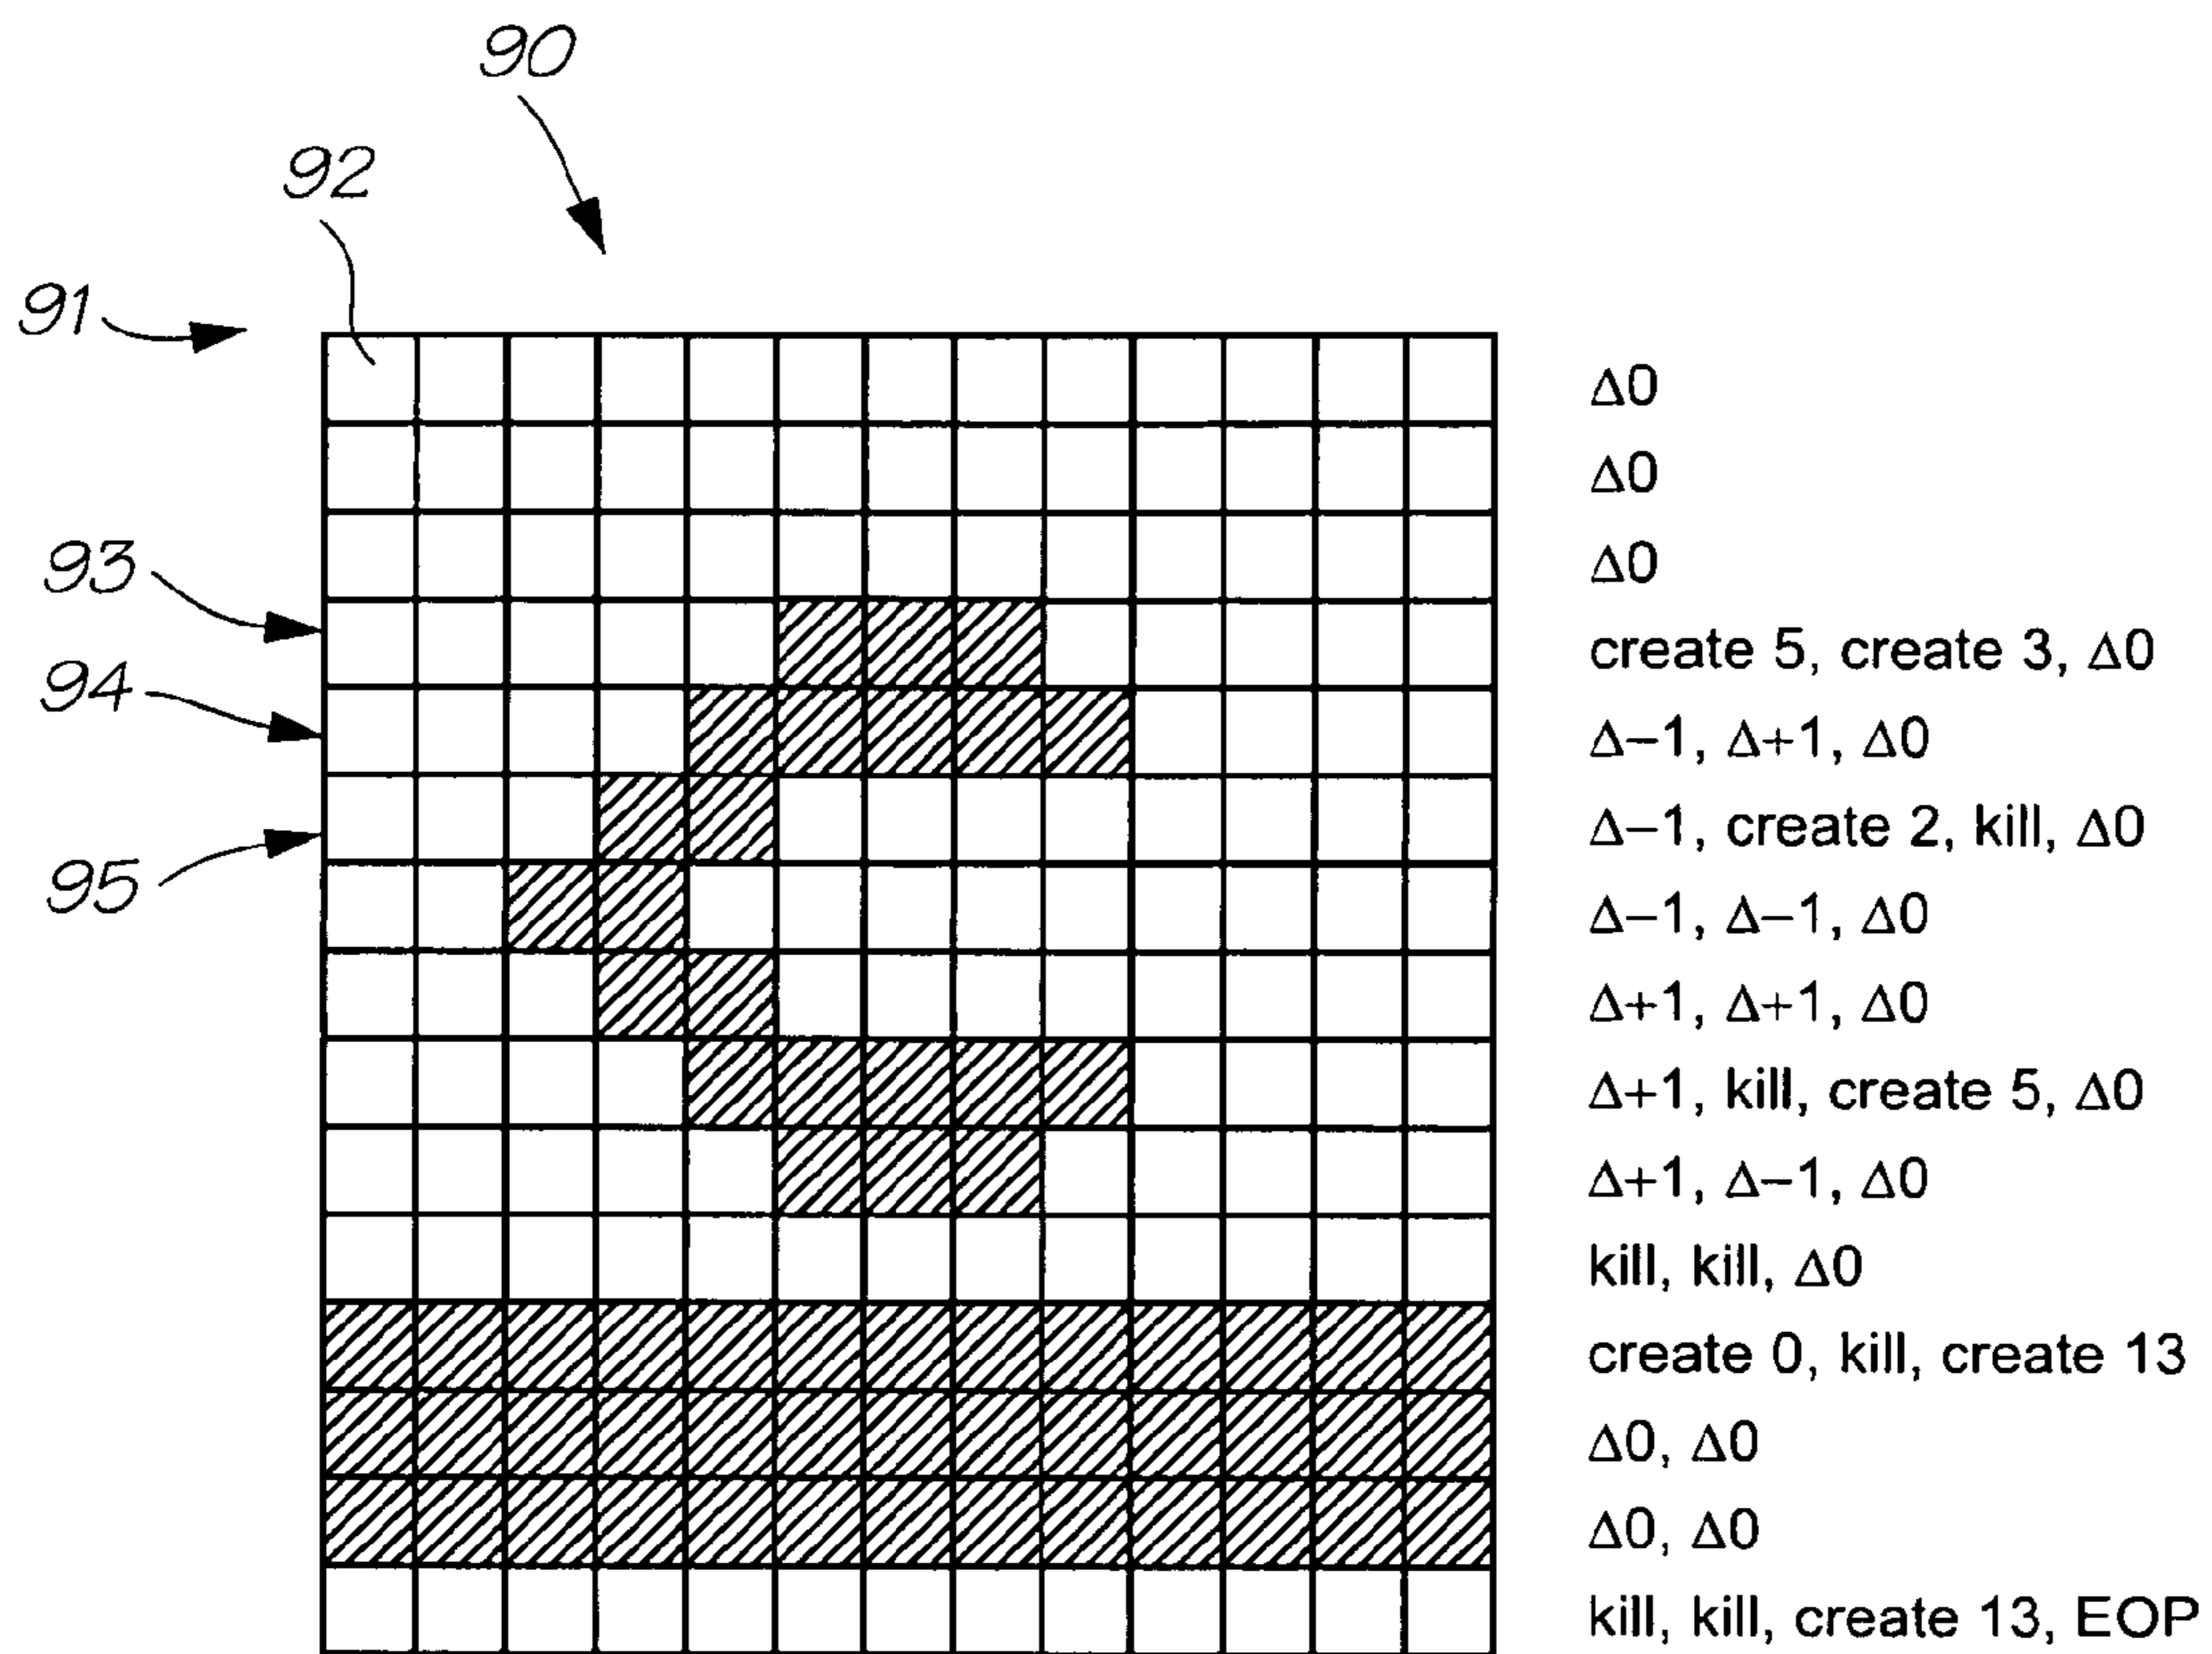 90
92
91
Δ0
Δ0
93
Δ0
create 5, create 3, Δ0
94
Δ−1, Δ+1, Δ0
95
Δ−1, create 2, kill, Δ0
Δ−1, Δ−1, Δ0
Δ+1, Δ+1, Δ0
Δ+1, kill, create 5, Δ0
Δ+1, Δ−1, Δ0
kill, kill, Δ0
create 0, kill, create 13
Δ0, Δ0
Δ0, Δ0
kill, kill, create 13, EOP